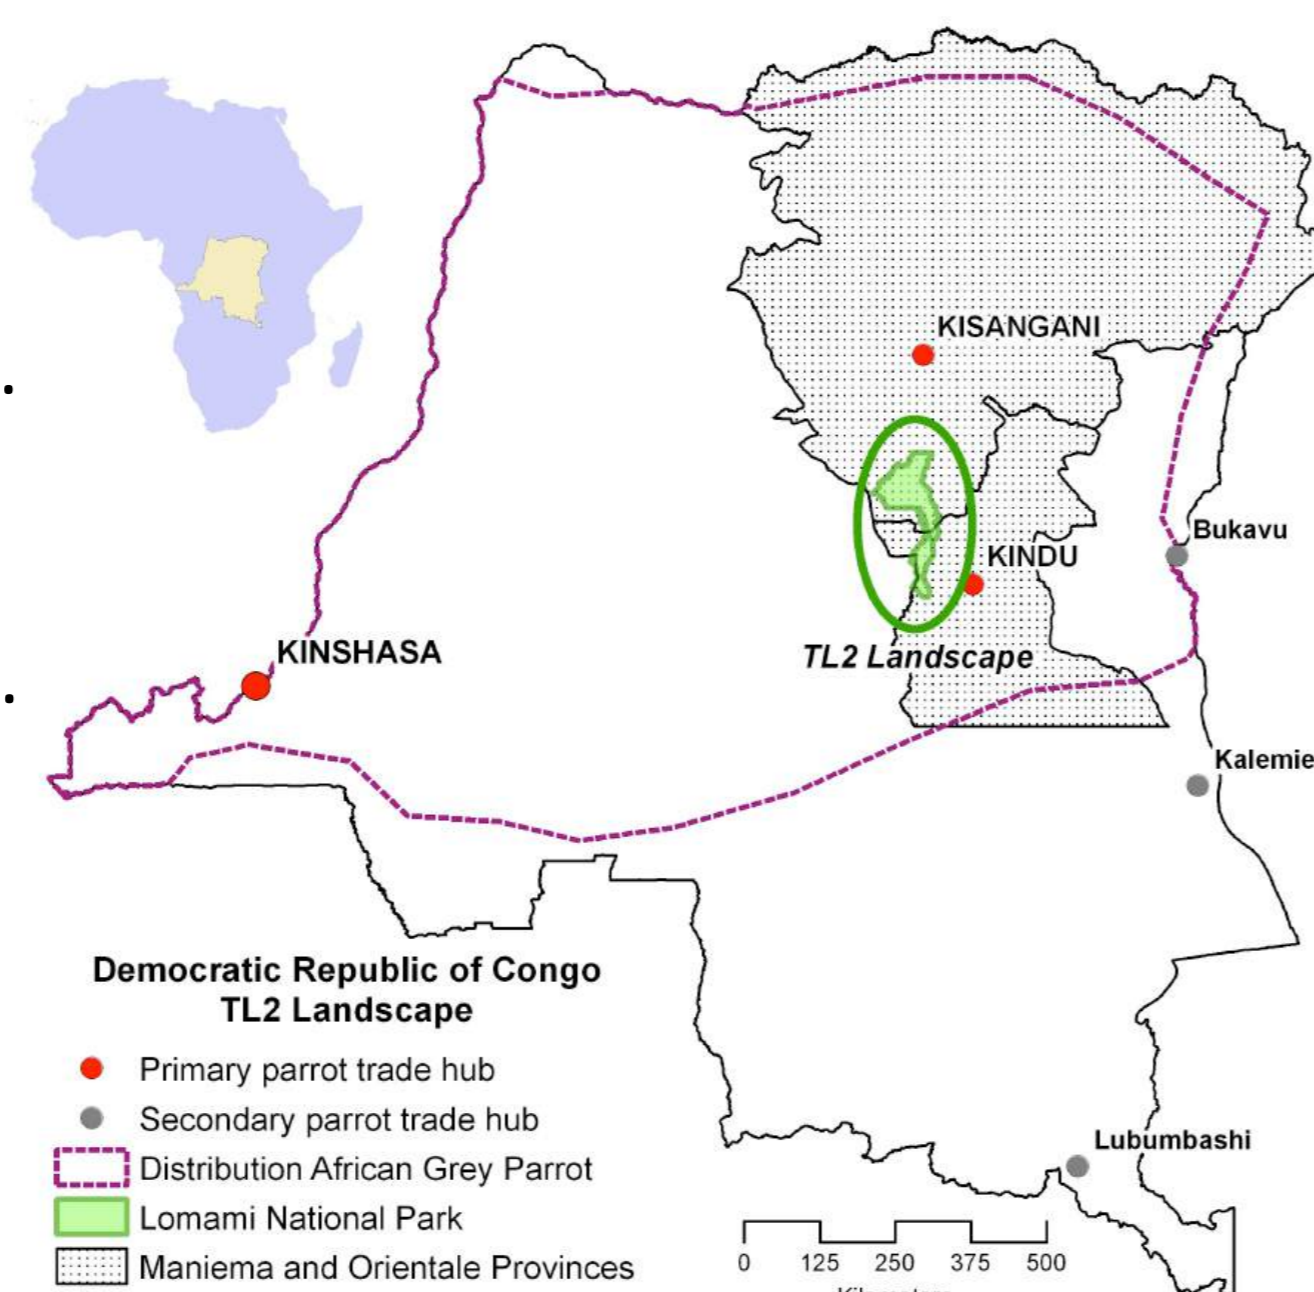 KISANGANI
Bukavu
KINDU
KINSHASA
TL2 Landscape
Kalemie
Democratic Republic of Congo
TL2 Landscape
Primary parrot trade hub
Secondary parrot trade hub
Lubumbashi
Distribution African Grey Parrot
Lomami National Park
Maniema and Orientale Provinces
0 125 250 375 500